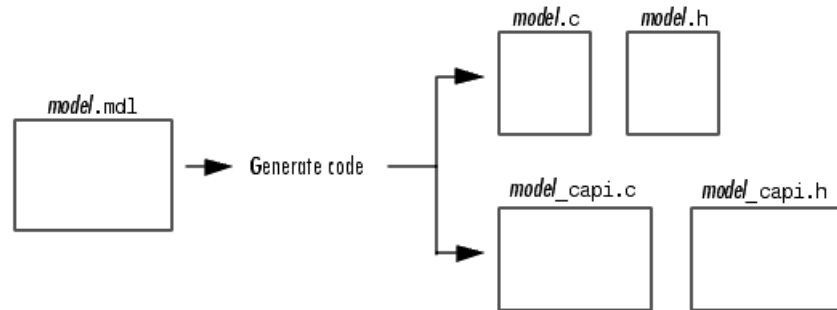 model.c
model.h
model.mdl
Generate code
model_capi.c
model_capi.h